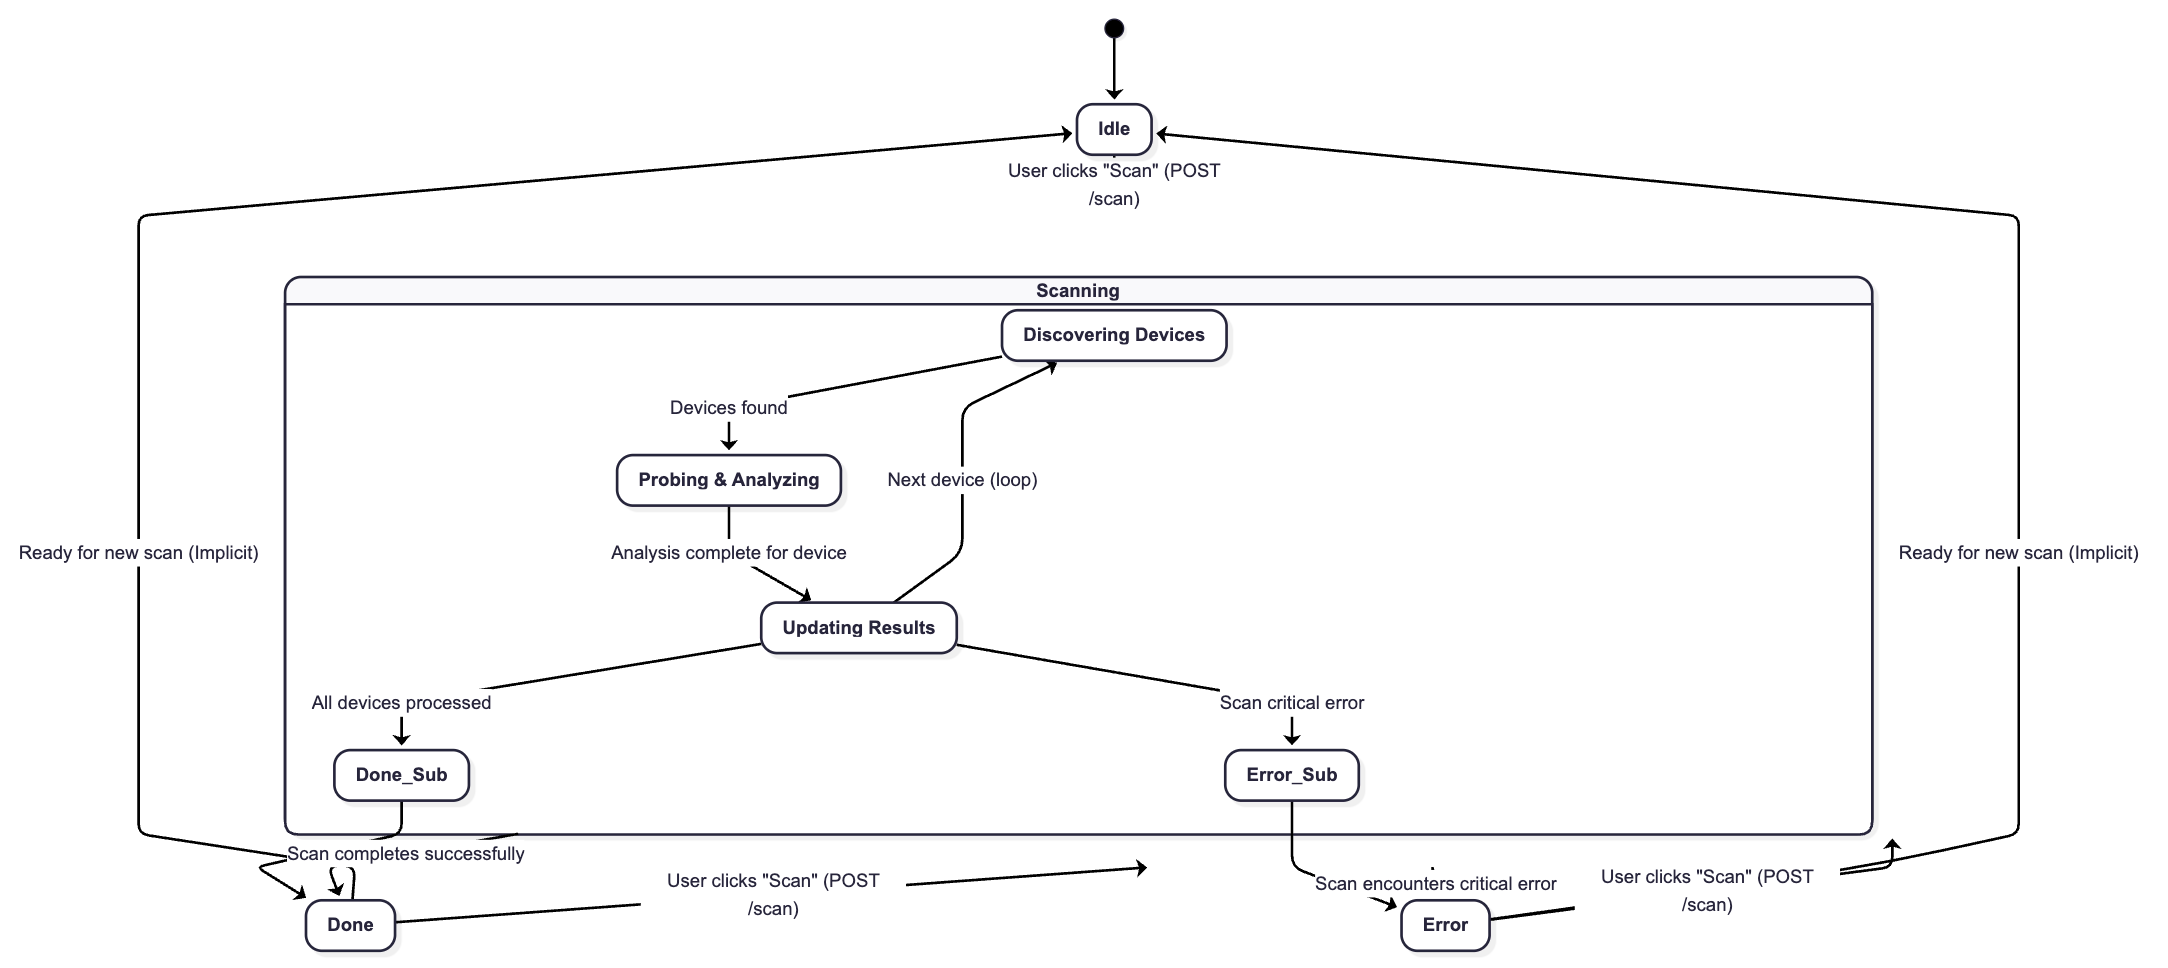 Idle
User clicks "Scan" (POST
/scan)
Scanning
Discovering Devices
Devices found
Probing & Analyzing
Next device (loop)
Ready for new scan (Implicit)
Analysis complete for device
Ready for new scan (Implicit)
Updating Results
All devices processed
Scan critical error
Done_Sub
Error_Sub
Scan completes successfully
User clicks "Scan" (POST
/scan)
Scan encounters critical error
User clicks "Scan" (POST
/scan)
Done
Error